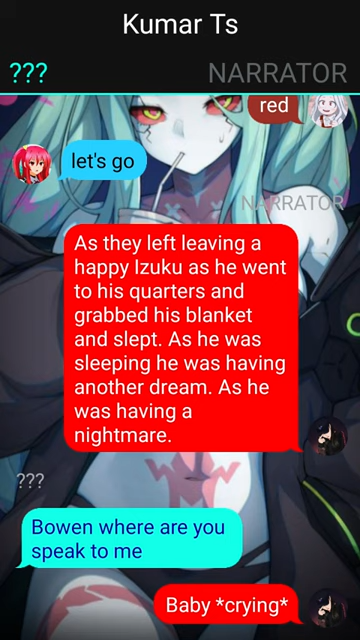 Kumar Ts
??? NARRATOR
red
let's go
NARRATOR
As they left leaving a
happy Izuku as he went
to his quarters and
grabbed his blanket
and slept. As he was
sleeping he was having
another dream. As he
was having a
nightmare.
???
Bowen where are you
speak to me
Baby *crying*